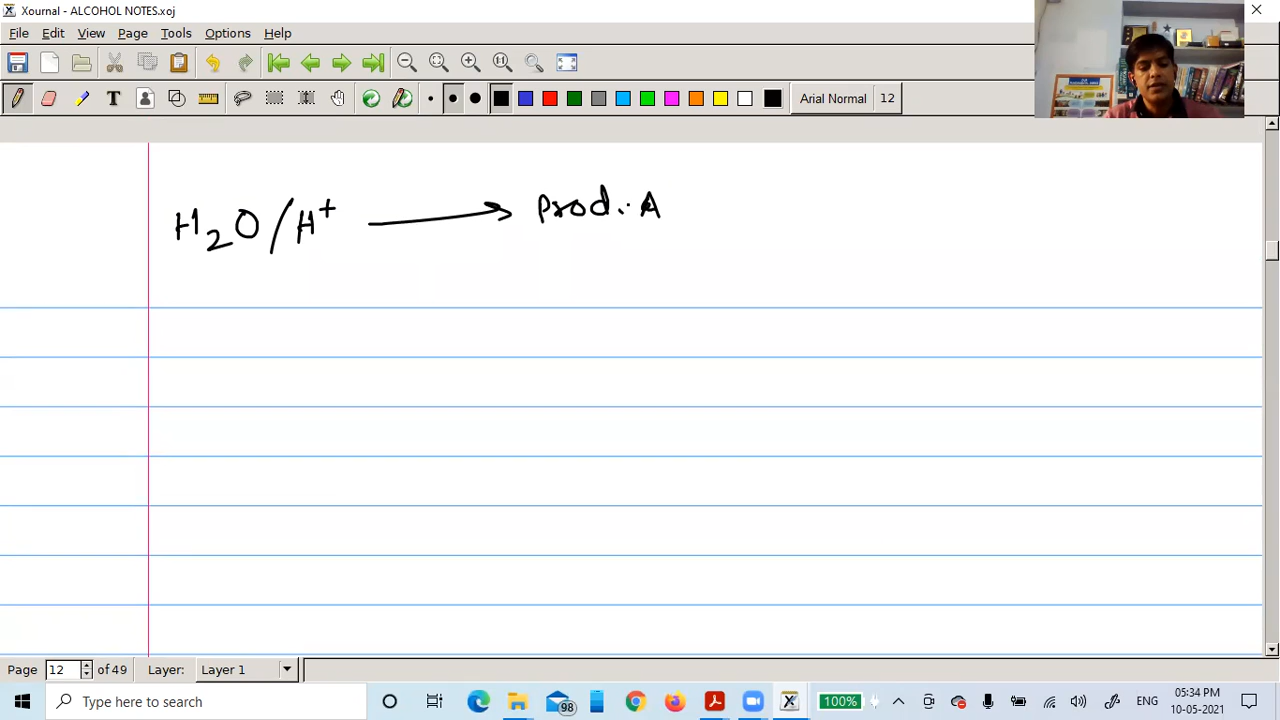 Xournal - ALCOHOL NOTES.xoj
File Edit View Page Tools Options Help
Arial Normal 12
H2O/H+ → Prod. A
Page 12 of 49 Layer: Layer 1
Type here to search
98
100%
ENG
05:34 PM
10-05-2021